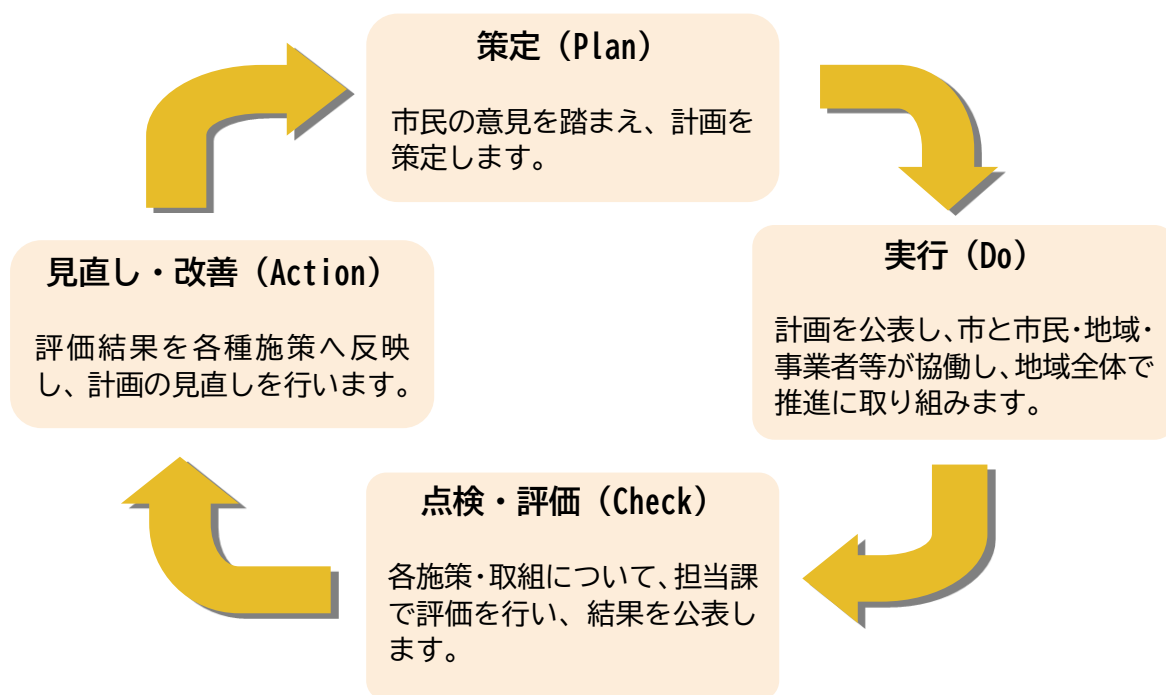 策定（Plan）
市民の意見を踏まえ、計画を
策定します。
実行（Do）
計画を公表し、市と市民・地域・
事業者等が協働し、地域全体で
推進に取り組みます。
点検・評価（Check）
各施策・取組について、担当課
で評価を行い、結果を公表し
ます。
見直し・改善（Action）
評価結果を各種施策へ反映
し、計画の見直しを行います。